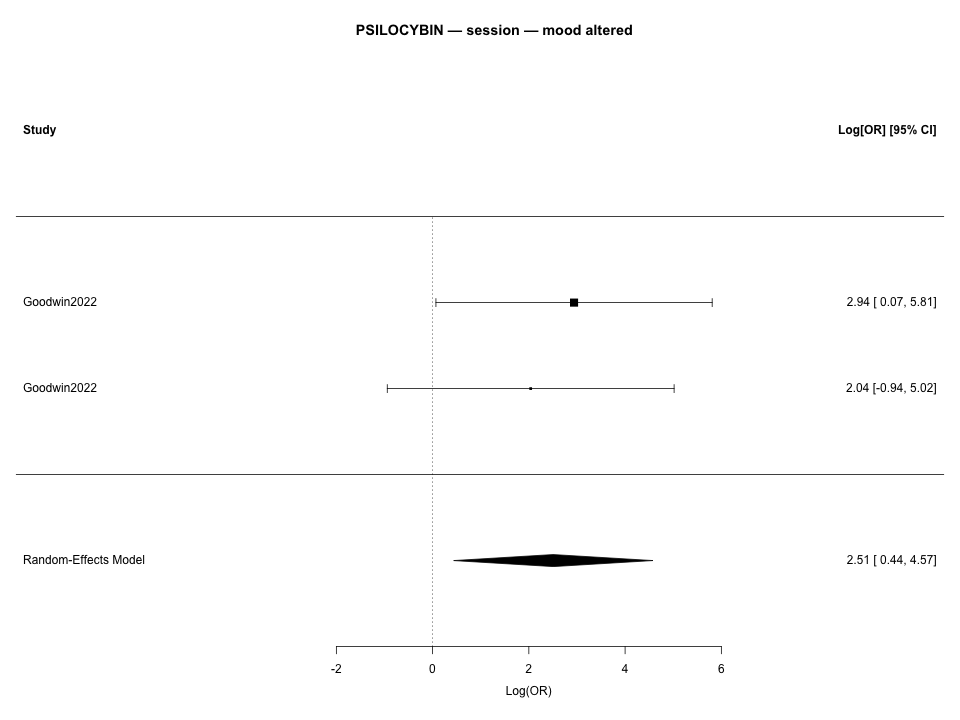 PSILOCYBIN — session — mood altered
Study Log[OR] [95% CI]
Goodwin2022 2.94 [ 0.07, 5.81]
Goodwin2022 2.04 [-0.94, 5.02]
Random-Effects Model 2.51 [ 0.44, 4.57]
-2 0 2 4 6
Log(OR)